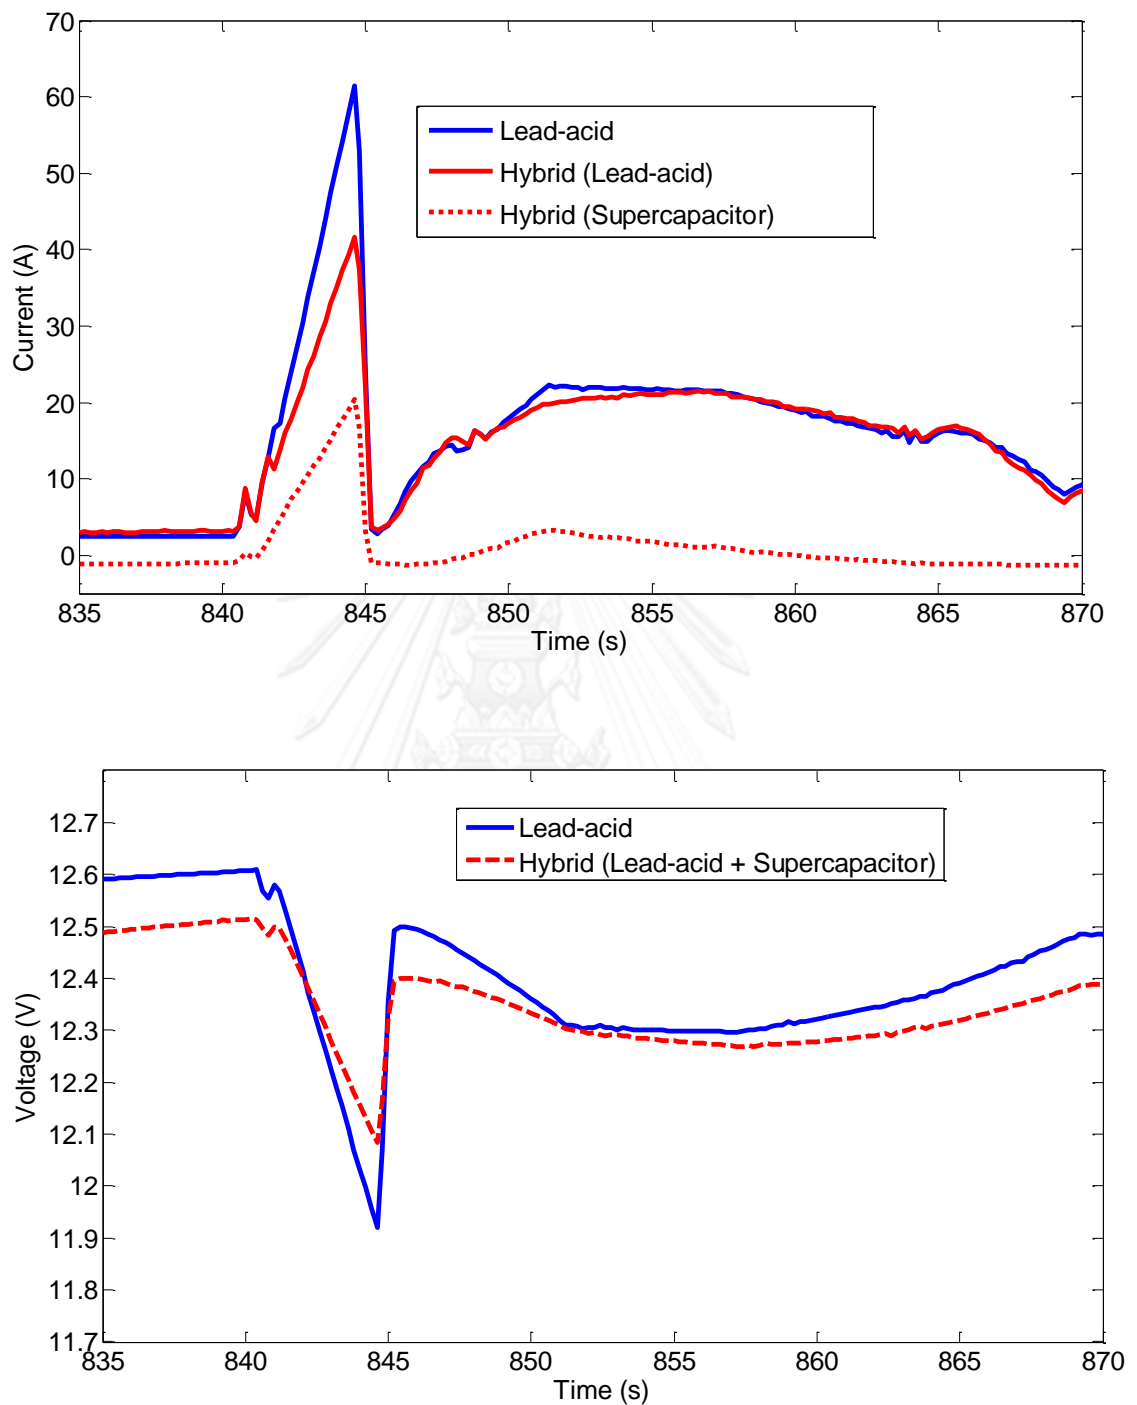 70
60
50
40
30
20
10
0
Current (A)
Lead-acid
Hybrid (Lead-acid)
Hybrid (Supercapacitor)
835 840 845 850 855 860 865 870
Time (s)
12.7
12.6
12.5
12.4
12.3
12.2
12.1
12
11.9
11.8
11.7
Voltage (V)
Lead-acid
Hybrid (Lead-acid + Supercapacitor)
835 840 845 850 855 860 865 870
Time (s)